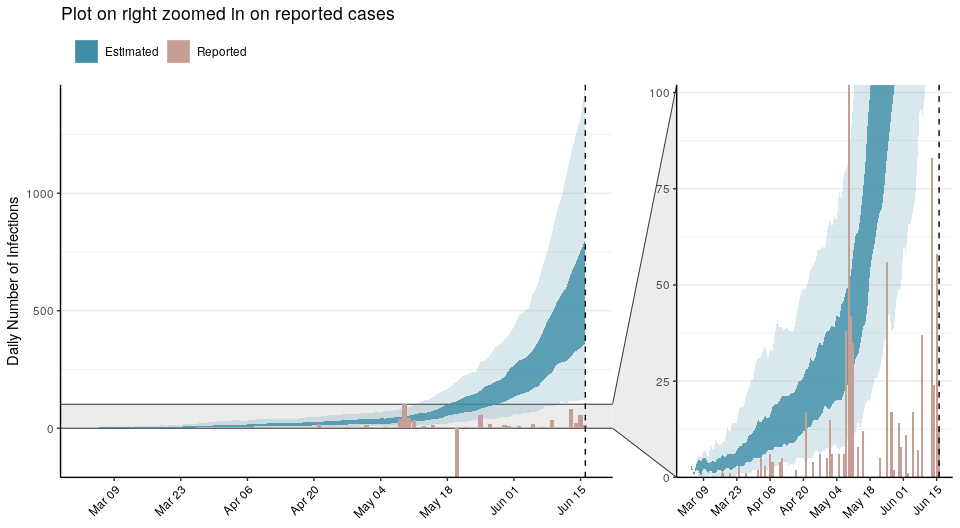 Plot on right zoomed in on reported cases
Estimated Reported
Daily Number of Infections
1000
500
0
Mar 09 Mar 23 Apr 06 Apr 20 May 04 May 18 Jun 01 Jun 15
100
75
50
25
0
Mar 09 Mar 23 Apr 06 Apr 20 May 04 May 18 Jun 01 Jun 15